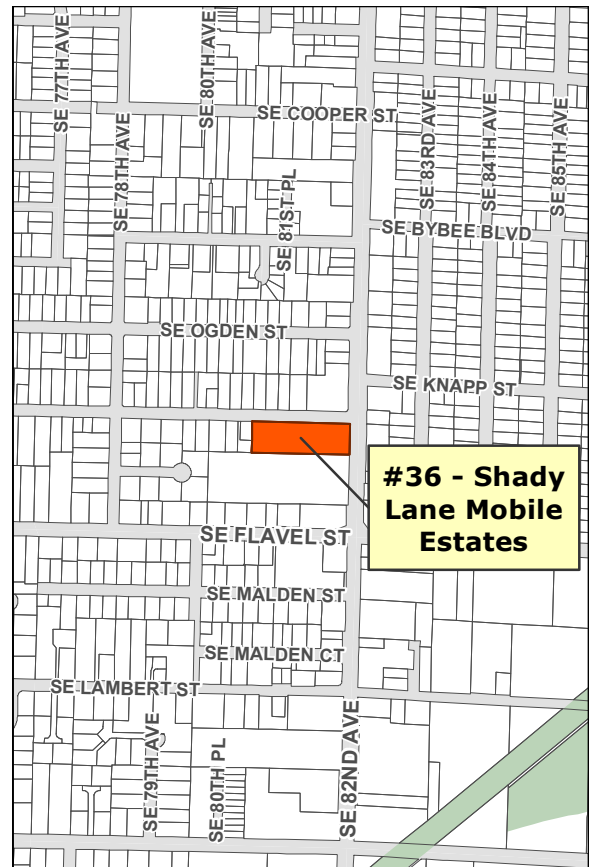 SE 77TH AVE
SE 80TH AVE
SE COOPER ST
SE 78TH AVE
SE 83RD AVE
SE 84TH AVE
SE 85TH AVE
SE 81ST PL
SE BYBEE BLVD
SE OGDEN ST
SE KNAPP ST
#36 - Shady
Lane Mobile
Estates
SE FLAVEL ST
SE MALDEN ST
SE MALDEN CT
SE LAMBERT ST
SE 79TH AVE
SE 80TH PL
SE 82ND AVE